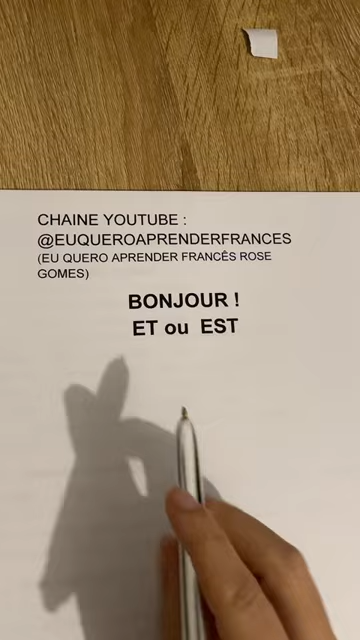 CHAINE YOUTUBE :
@EUQUEROAPRENDERFRANCES
(EU QUERO APRENDER FRANCÊS ROSE
GOMES)
BONJOUR !
ET ou EST